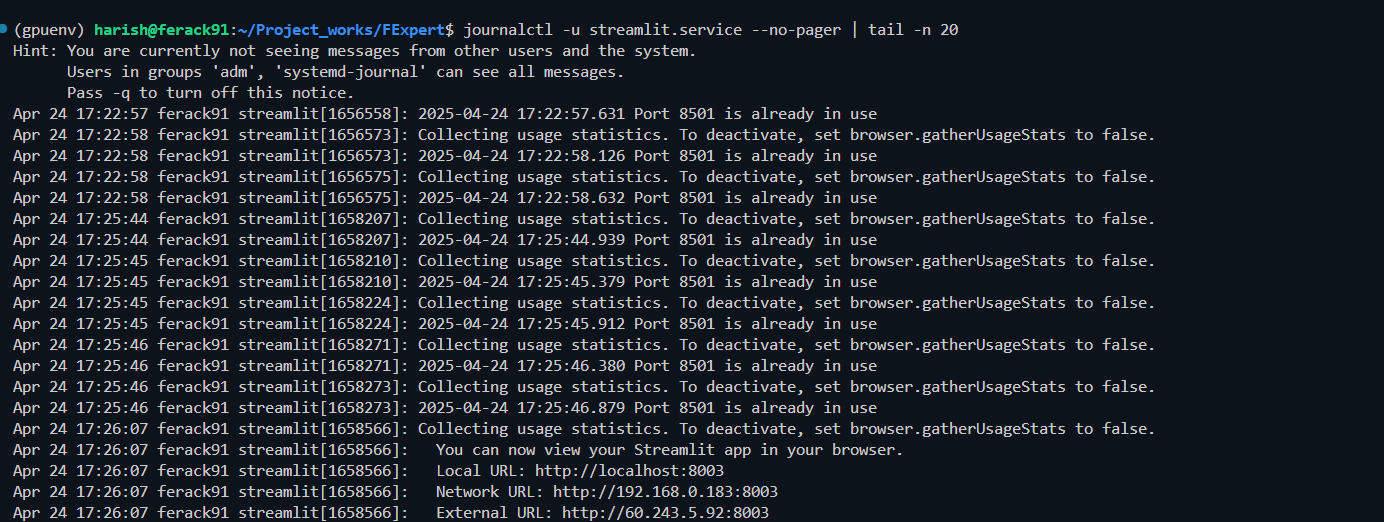 (gpuenv) harish@ferack91:~/Project_works/FExpert$ journalctl -u streamlit.service --no-pager | tail -n 20
Hint: You are currently not seeing messages from other users and the system.
      Users in groups 'adm', 'systemd-journal' can see all messages.
      Pass -q to turn off this notice.
Apr 24 17:22:57 ferack91 streamlit[1656558]: 2025-04-24 17:22:57.631 Port 8501 is already in use
Apr 24 17:22:58 ferack91 streamlit[1656573]: Collecting usage statistics. To deactivate, set browser.gatherUsageStats to false.
Apr 24 17:22:58 ferack91 streamlit[1656573]: 2025-04-24 17:22:58.126 Port 8501 is already in use
Apr 24 17:22:58 ferack91 streamlit[1656575]: Collecting usage statistics. To deactivate, set browser.gatherUsageStats to false.
Apr 24 17:22:58 ferack91 streamlit[1656575]: 2025-04-24 17:22:58.632 Port 8501 is already in use
Apr 24 17:25:44 ferack91 streamlit[1658207]: Collecting usage statistics. To deactivate, set browser.gatherUsageStats to false.
Apr 24 17:25:44 ferack91 streamlit[1658207]: 2025-04-24 17:25:44.939 Port 8501 is already in use
Apr 24 17:25:45 ferack91 streamlit[1658210]: Collecting usage statistics. To deactivate, set browser.gatherUsageStats to false.
Apr 24 17:25:45 ferack91 streamlit[1658210]: 2025-04-24 17:25:45.379 Port 8501 is already in use
Apr 24 17:25:45 ferack91 streamlit[1658224]: Collecting usage statistics. To deactivate, set browser.gatherUsageStats to false.
Apr 24 17:25:45 ferack91 streamlit[1658224]: 2025-04-24 17:25:45.912 Port 8501 is already in use
Apr 24 17:25:46 ferack91 streamlit[1658271]: Collecting usage statistics. To deactivate, set browser.gatherUsageStats to false.
Apr 24 17:25:46 ferack91 streamlit[1658271]: 2025-04-24 17:25:46.380 Port 8501 is already in use
Apr 24 17:25:46 ferack91 streamlit[1658273]: Collecting usage statistics. To deactivate, set browser.gatherUsageStats to false.
Apr 24 17:25:46 ferack91 streamlit[1658273]: 2025-04-24 17:25:46.879 Port 8501 is already in use
Apr 24 17:26:07 ferack91 streamlit[1658566]: Collecting usage statistics. To deactivate, set browser.gatherUsageStats to false.
Apr 24 17:26:07 ferack91 streamlit[1658566]:   You can now view your Streamlit app in your browser.
Apr 24 17:26:07 ferack91 streamlit[1658566]:   Local URL: http://localhost:8003
Apr 24 17:26:07 ferack91 streamlit[1658566]:   Network URL: http://192.168.0.183:8003
Apr 24 17:26:07 ferack91 streamlit[1658566]:   External URL: http://60.243.5.92:8003